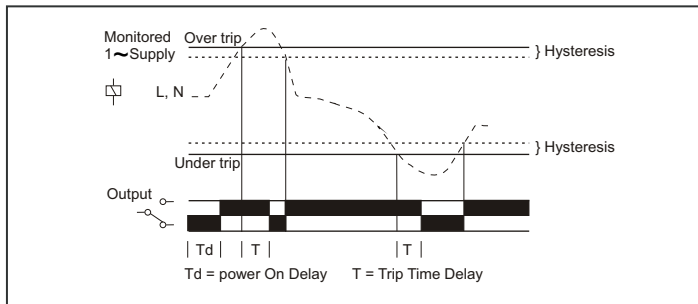 Monitored Over trip
1~Supply
} Hysteresis
L, N
} Hysteresis
Under trip
Output
Td T T
Td = power On Delay T = Trip Time Delay